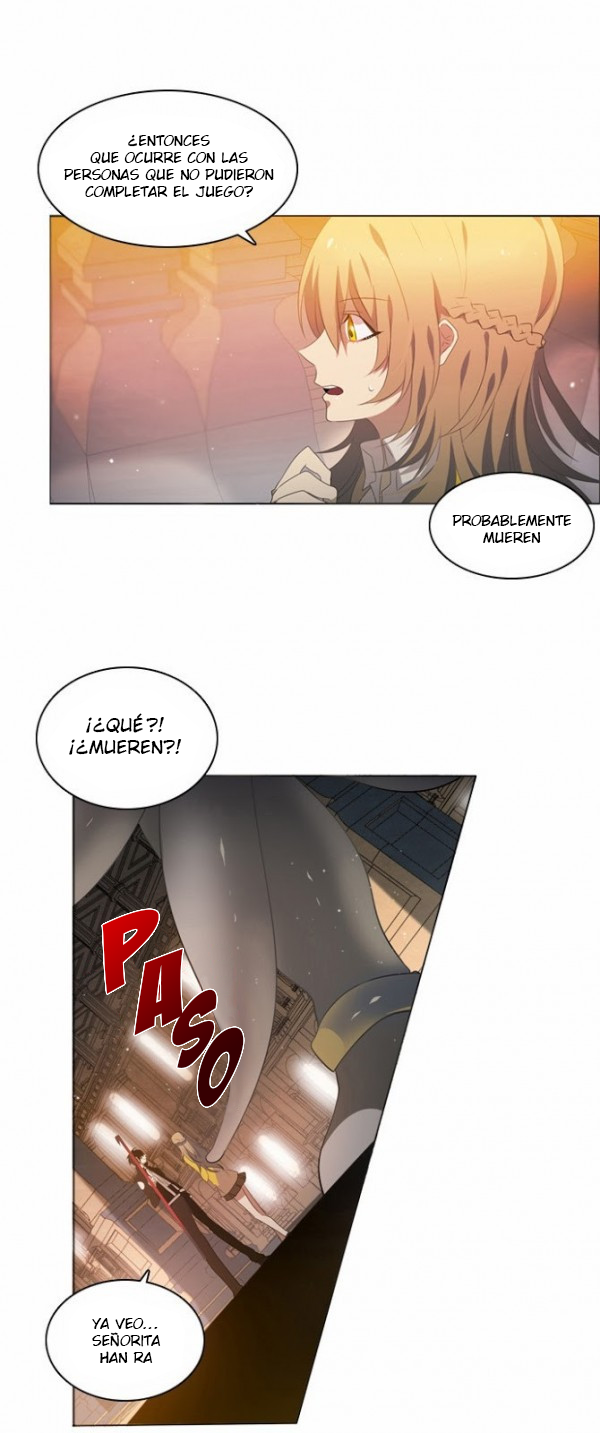 ¿ENTONCES
QUE OCURRE CON LAS
PERSONAS QUE NO PUDIERON
COMPLETAR EL JUEGO?
PROBABLEMENTE
MUEREN
¡¿QUÉ?!
¡¿MUEREN?!
PASO
YA VEO...
SEÑORITA
HAN RA